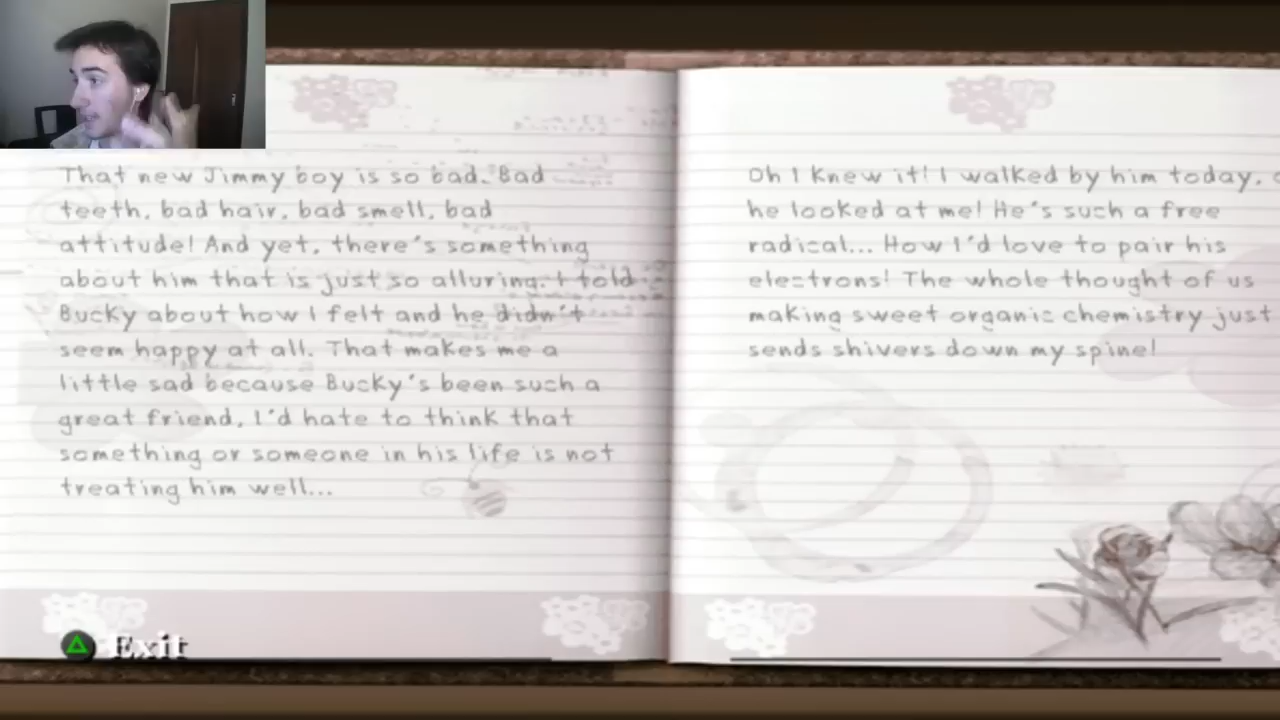 That new Jimmy boy is so bad. Bad
teeth, bad hair, bad smell, bad
attitude! And yet, there's something
about him that is just so alluring. I told
Bucky about how I felt and he didn't
seem happy at all. That makes me a
little sad because Bucky's been such a
great friend, I'd hate to think that
something or someone in his life is not
treating him well...
Oh I knew it! I walked by him today,
he looked at me! He's such a free
radical... How I'd love to pair his
electrons! The whole thought of us
making sweet organic chemistry just
sends shivers down my spine!
Exit